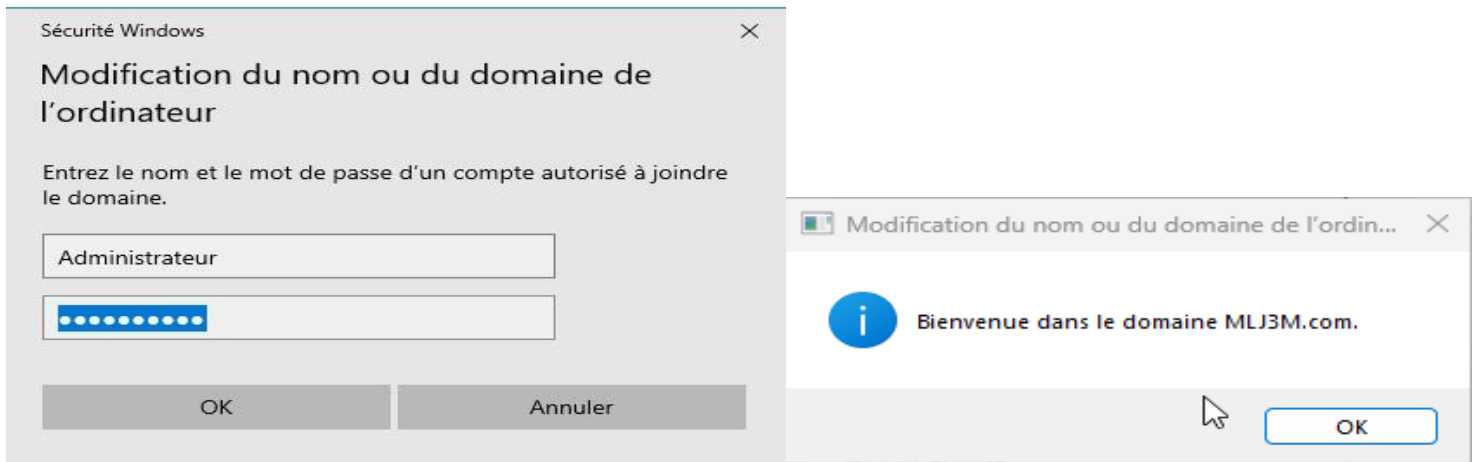 Sécurité Windows
Modification du nom ou du domaine de
l'ordinateur
Entrez le nom et le mot de passe d'un compte autorisé à joindre
le domaine.
Administrateur
••••••••••
OK
Annuler
Modification du nom ou du domaine de l'ordin...
Bienvenue dans le domaine MLJ3M.com.
OK